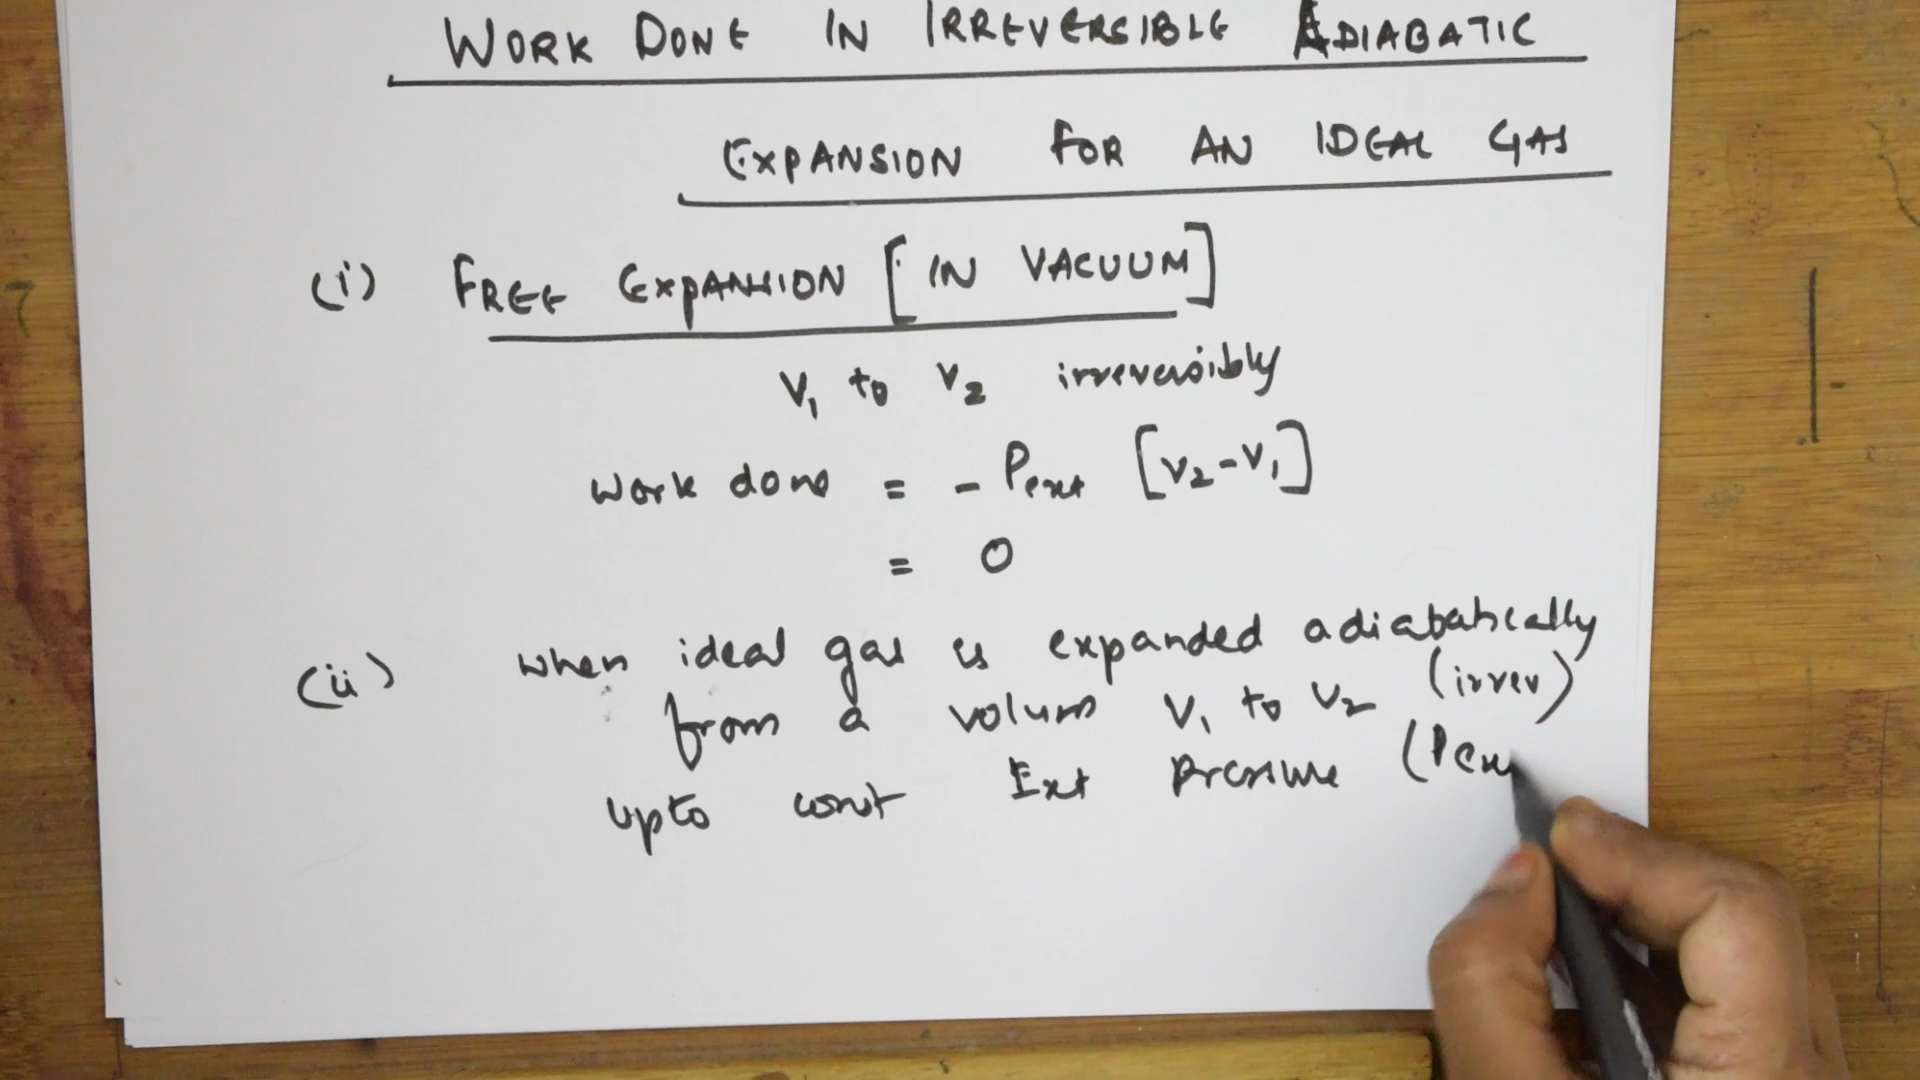 WORK DONE IN IRREVERSIBLE ADIABATIC
EXPANSION FOR AN IDEAL GAS
(i) FREE EXPANSION [IN VACUUM]
V₁ to V₂ irreversibly
Work done = - Pext [V₂-V₁]
= 0
(ii) when ideal gas is expanded adiabatically
from a volume V₁ to V₂ (irrev)
upto const Ext pressure (Pex